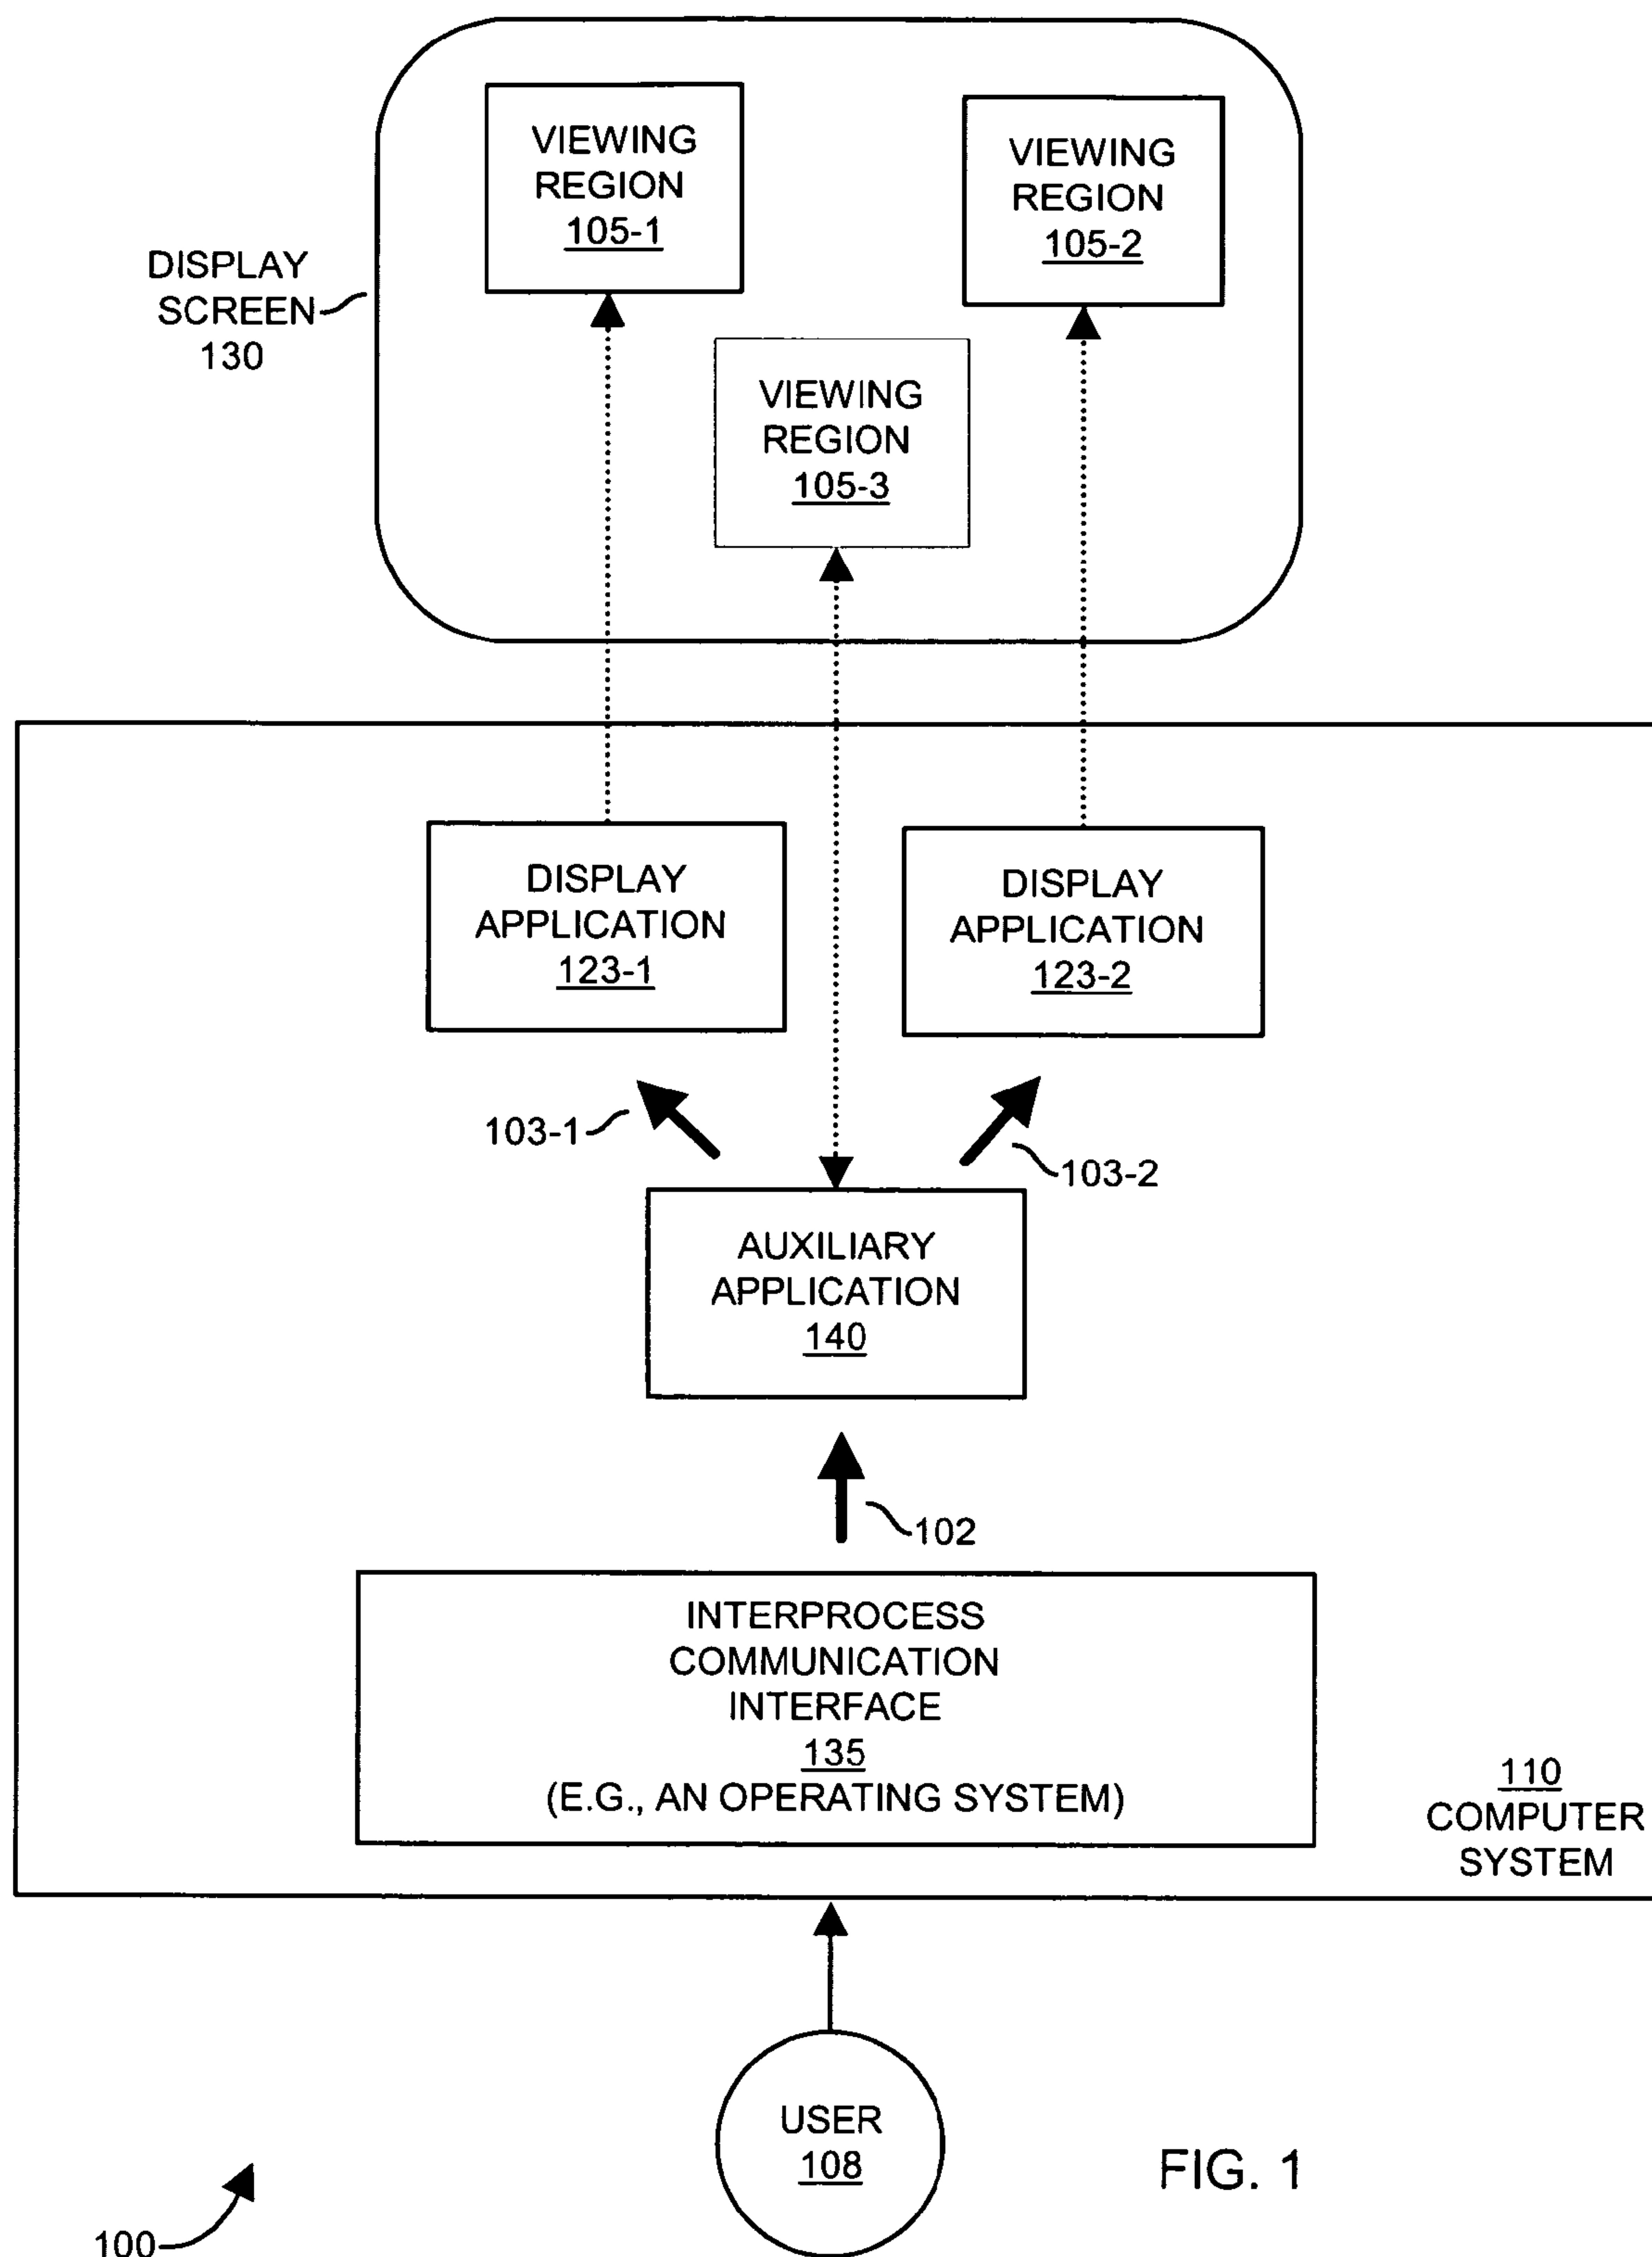 VIEWING
REGION
105-1
VIEWING
REGION
105-2
DISPLAY
SCREEN
130
VIEWING
REGION
105-3
DISPLAY
APPLICATION
123-1
DISPLAY
APPLICATION
123-2
103-1
103-2
AUXILIARY
APPLICATION
140
102
INTERPROCESS
COMMUNICATION
INTERFACE
135
(E.G., AN OPERATING SYSTEM)
110
COMPUTER
SYSTEM
USER
108
FIG. 1
100